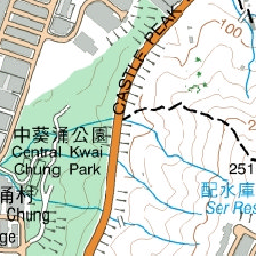 CASTLE PEAK
100
中葵涌公園
Central Kwai
Chung Park
251
配水庫
Ser Res
涌村
Chung
ge